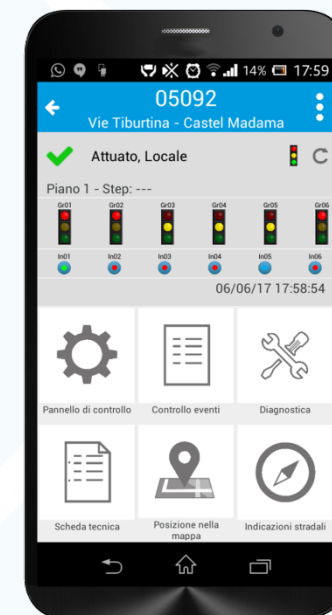 14% 17:59
05092
Vie Tiburtina - Castel Madama
Attuato, Locale
Piano 1 - Step: ---
Gr01 Gr02 Gr03 Gr04 Gr05 Gr06
In01 In02 In03 In04 In05 In06
06/06/17 17:58:54
Pannello di controllo Controllo eventi Diagnostica
Scheda tecnica Posizione nella mappa Indicazioni stradali